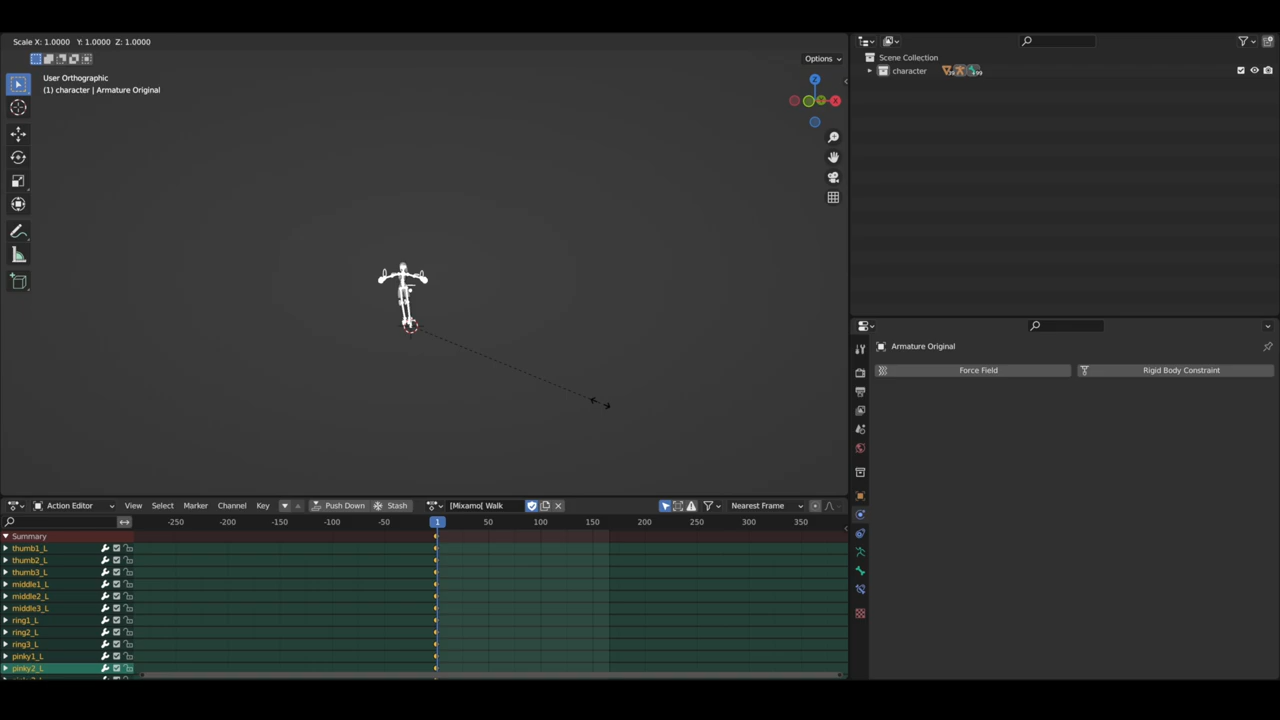 Scale X: 1.0000 Y: 1.0000 Z: 1.0000
Options
User Orthographic
(1) character | Armature Original
Z
Y
X
Scene Collection
character
99
Armature Original
Force Field
Rigid Body Constraint
Action Editor
View
Select
Marker
Channel
Key
Push Down
Stash
[Mixamo[ Walk
Nearest Frame
-250
-200
-150
-100
-50
1
50
100
150
200
250
300
350
Summary
thumb1_L
thumb2_L
thumb3_L
middle1_L
middle2_L
middle3_L
ring1_L
ring2_L
ring3_L
pinky1_L
pinky2_L